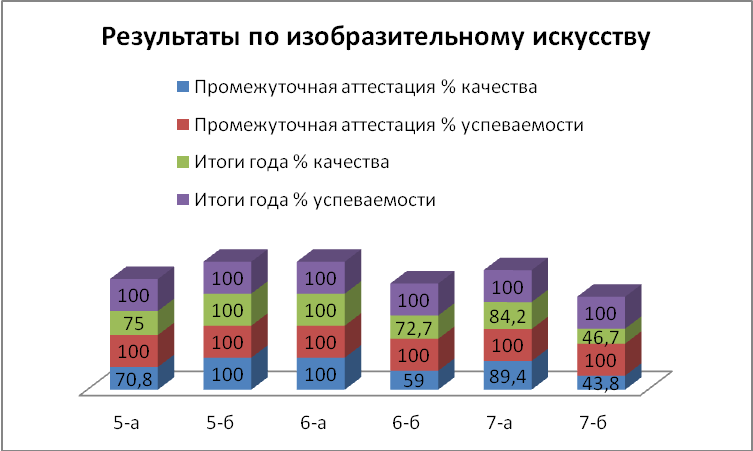 Результаты по изобразительному искусству
Промежуточная аттестация % качества
Промежуточная аттестация % успеваемости
Итоги года % качества
Итоги года % успеваемости
100 100 100 100 100 100
75 100 100 72,7 84,2 46,7
100 100 100 100 100 100
70,8 100 100 59 89,4 43,8
5-а 5-б 6-а 6-б 7-а 7-б